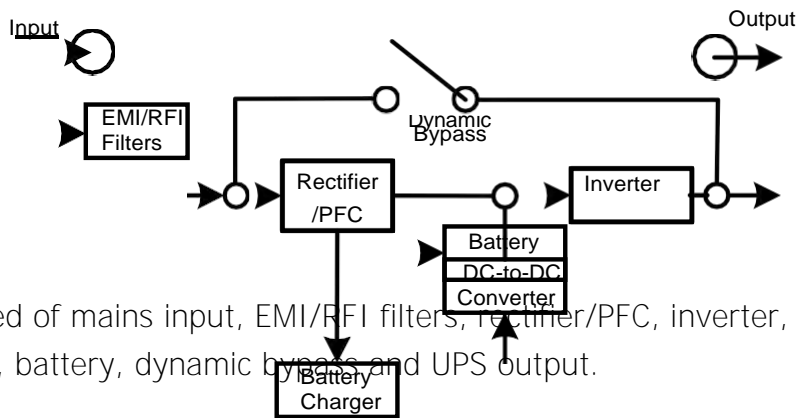 Input
Output
EMI/RFI
Filters
Dynamic
Bypass
Rectifier
/PFC
Inverter
Battery
DC-to-DC
Converter
ed of mains input, EMI/RFI filters, rectifier/PFC, inverter,
, battery, dynamic bypass and UPS output.
Battery
Charger